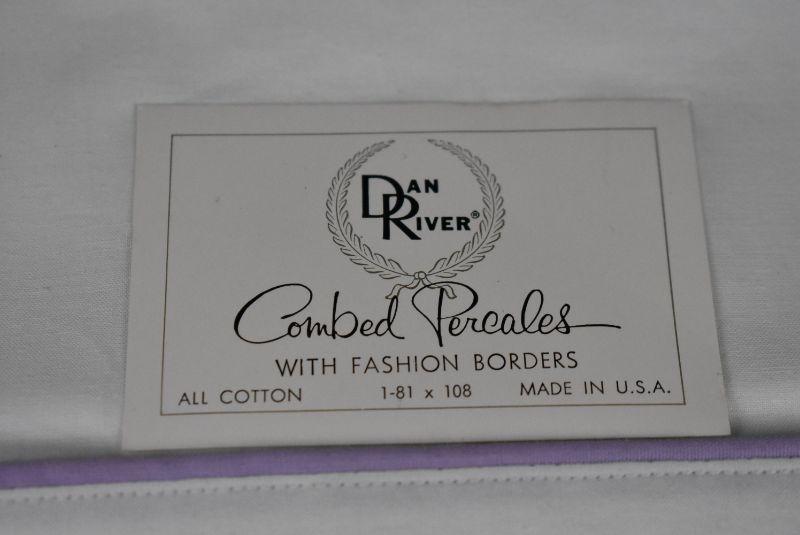 DAN
RIVER®
Combed Percales
WITH FASHION BORDERS
ALL COTTON 1-81 x 108 MADE IN U.S.A.